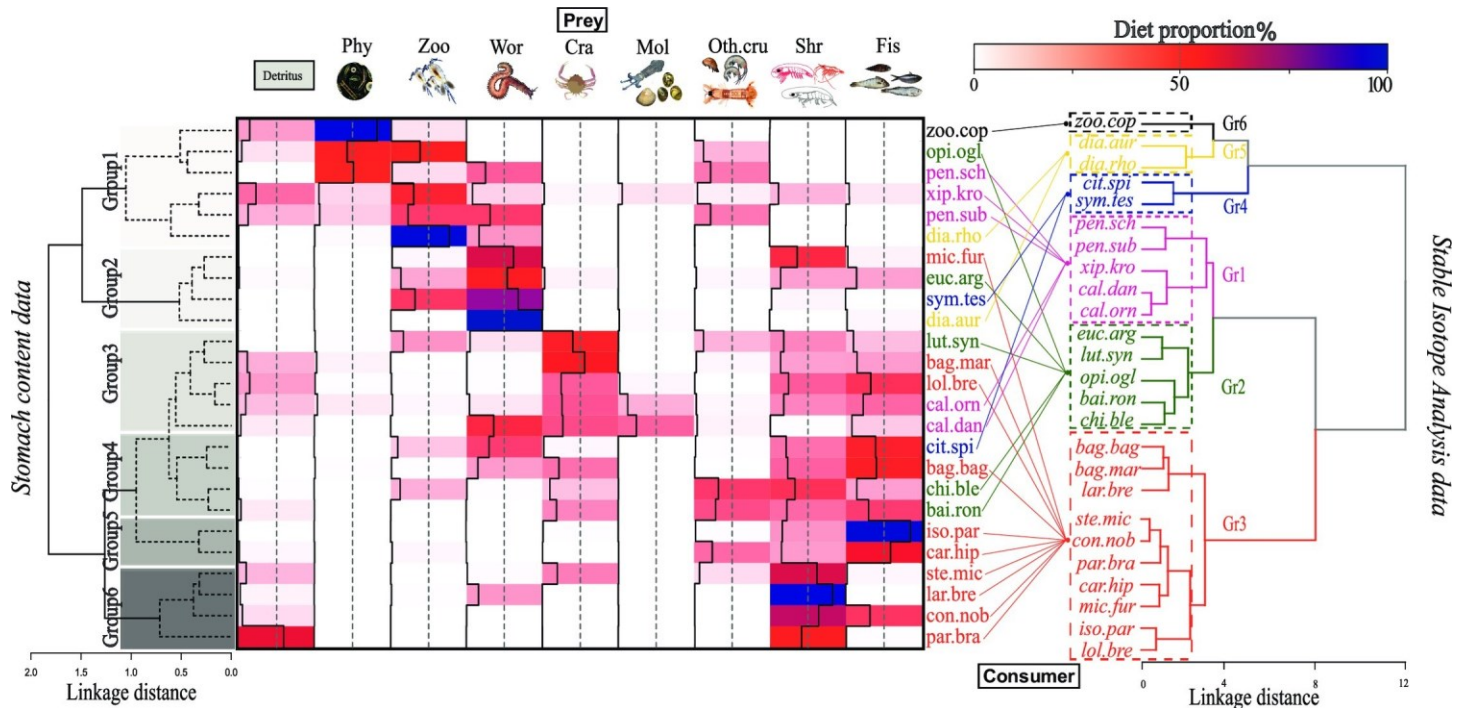 Prey
Diet proportion%
Detritus
Phy
Zoo
Wor
Cra
Mol
Oth.cru
Shr
Fis
0
50
100
Stomach content data
Group1
Group2
Group3
Group4
Group5
Group6
2.0
1.5
1.0
0.5
0.0
Linkage distance
zoo.cop
opi.ogl
pen.sch
xip.kro
pen.sub
dia.rho
mic.fur
euc.arg
sym.tes
dia.aur
lut.syn
bag.mar
lol.bre
cal.orn
cal.dan
cit.spi
bag.bag
chi.ble
bai.ron
iso.par
car.hip
ste.mic
lar.bre
con.nob
par.bra
Consumer
zoo.cop
dia.aur
dia.rho
cit.spi
sym.tes
pen.sch
pen.sub
xip.kro
cal.dan
cal.orn
euc.arg
lut.syn
opi.ogl
bai.ron
chi.ble
bag.bag
bag.mar
lar.bre
ste.mic
con.nob
par.bra
car.hip
mic.fur
iso.par
lol.bre
Gr6
Gr5
Gr4
Gr1
Gr2
Gr3
0
4
8
12
Linkage distance
Stable Isotope Analysis data